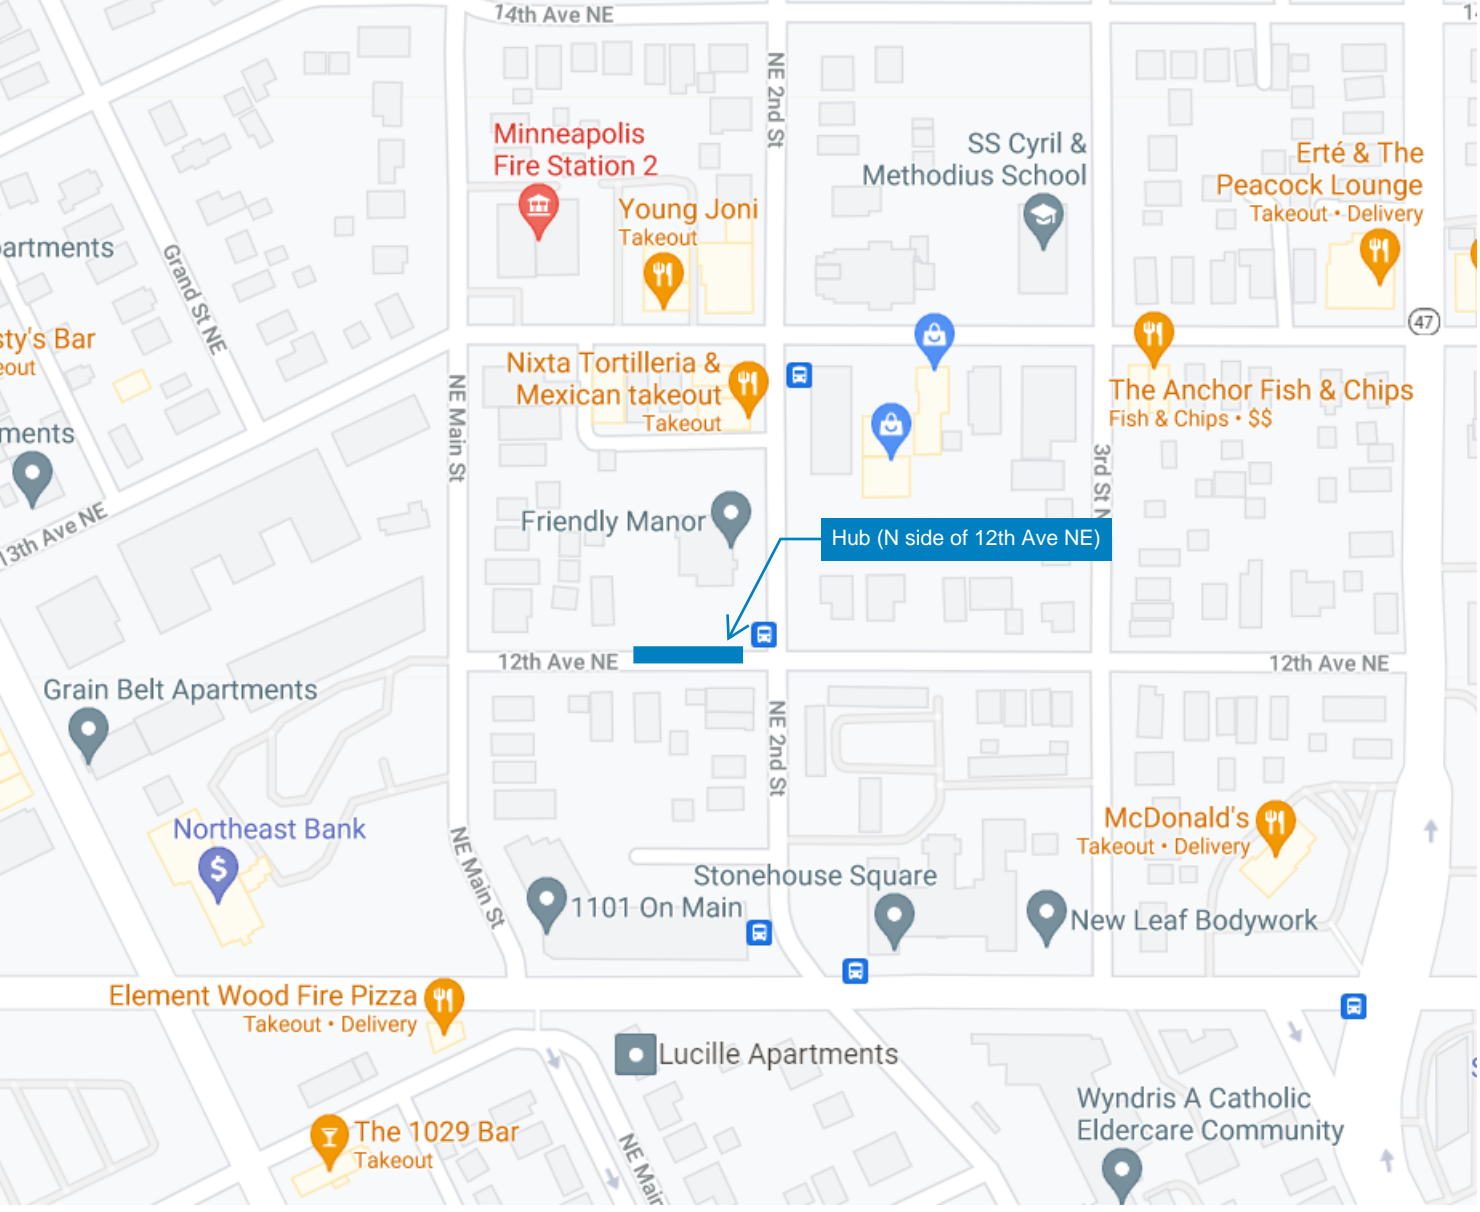 14th Ave NE
14
NE 2nd St
Minneapolis
Fire Station 2
SS Cyril &
Methodius School
Erté & The
Peacock Lounge
Takeout • Delivery
Young Joni
Takeout
artments
Grand St NE
sty's Bar
eout
47
Nixta Tortilleria &
Mexican takeout
Takeout
The Anchor Fish & Chips
Fish & Chips • $$
NE Main St
ments
3rd St N
13th Ave NE
Friendly Manor
Hub (N side of 12th Ave NE)
12th Ave NE
12th Ave NE
Grain Belt Apartments
NE 2nd St
Northeast Bank
McDonald's
Takeout • Delivery
NE Main St
Stonehouse Square
1101 On Main
New Leaf Bodywork
Element Wood Fire Pizza
Takeout • Delivery
Lucille Apartments
Wyndris A Catholic
Eldercare Community
The 1029 Bar
Takeout
NE Main